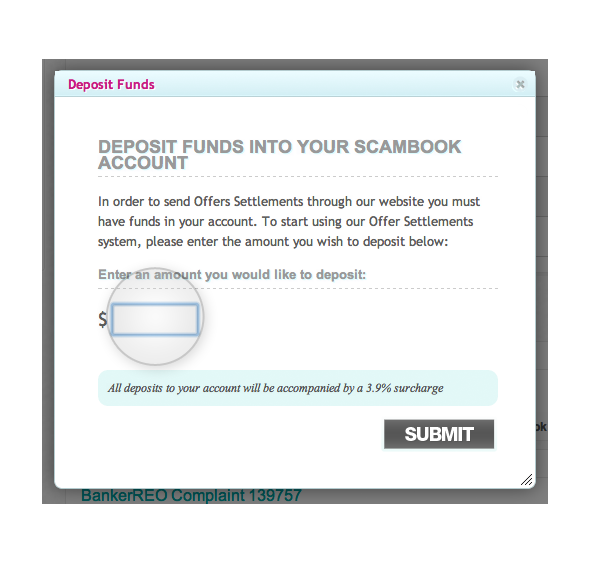 Deposit Funds
DEPOSIT FUNDS INTO YOUR SCAMBOOK
ACCOUNT
In order to send Offers Settlements through our website you must
have funds in your account. To start using our Offer Settlements
system, please enter the amount you wish to deposit below:
Enter an amount you would like to deposit:
$
All deposits to your account will be accompanied by a 3.9% surcharge
SUBMIT
ok
BankerREO Complaint 139757